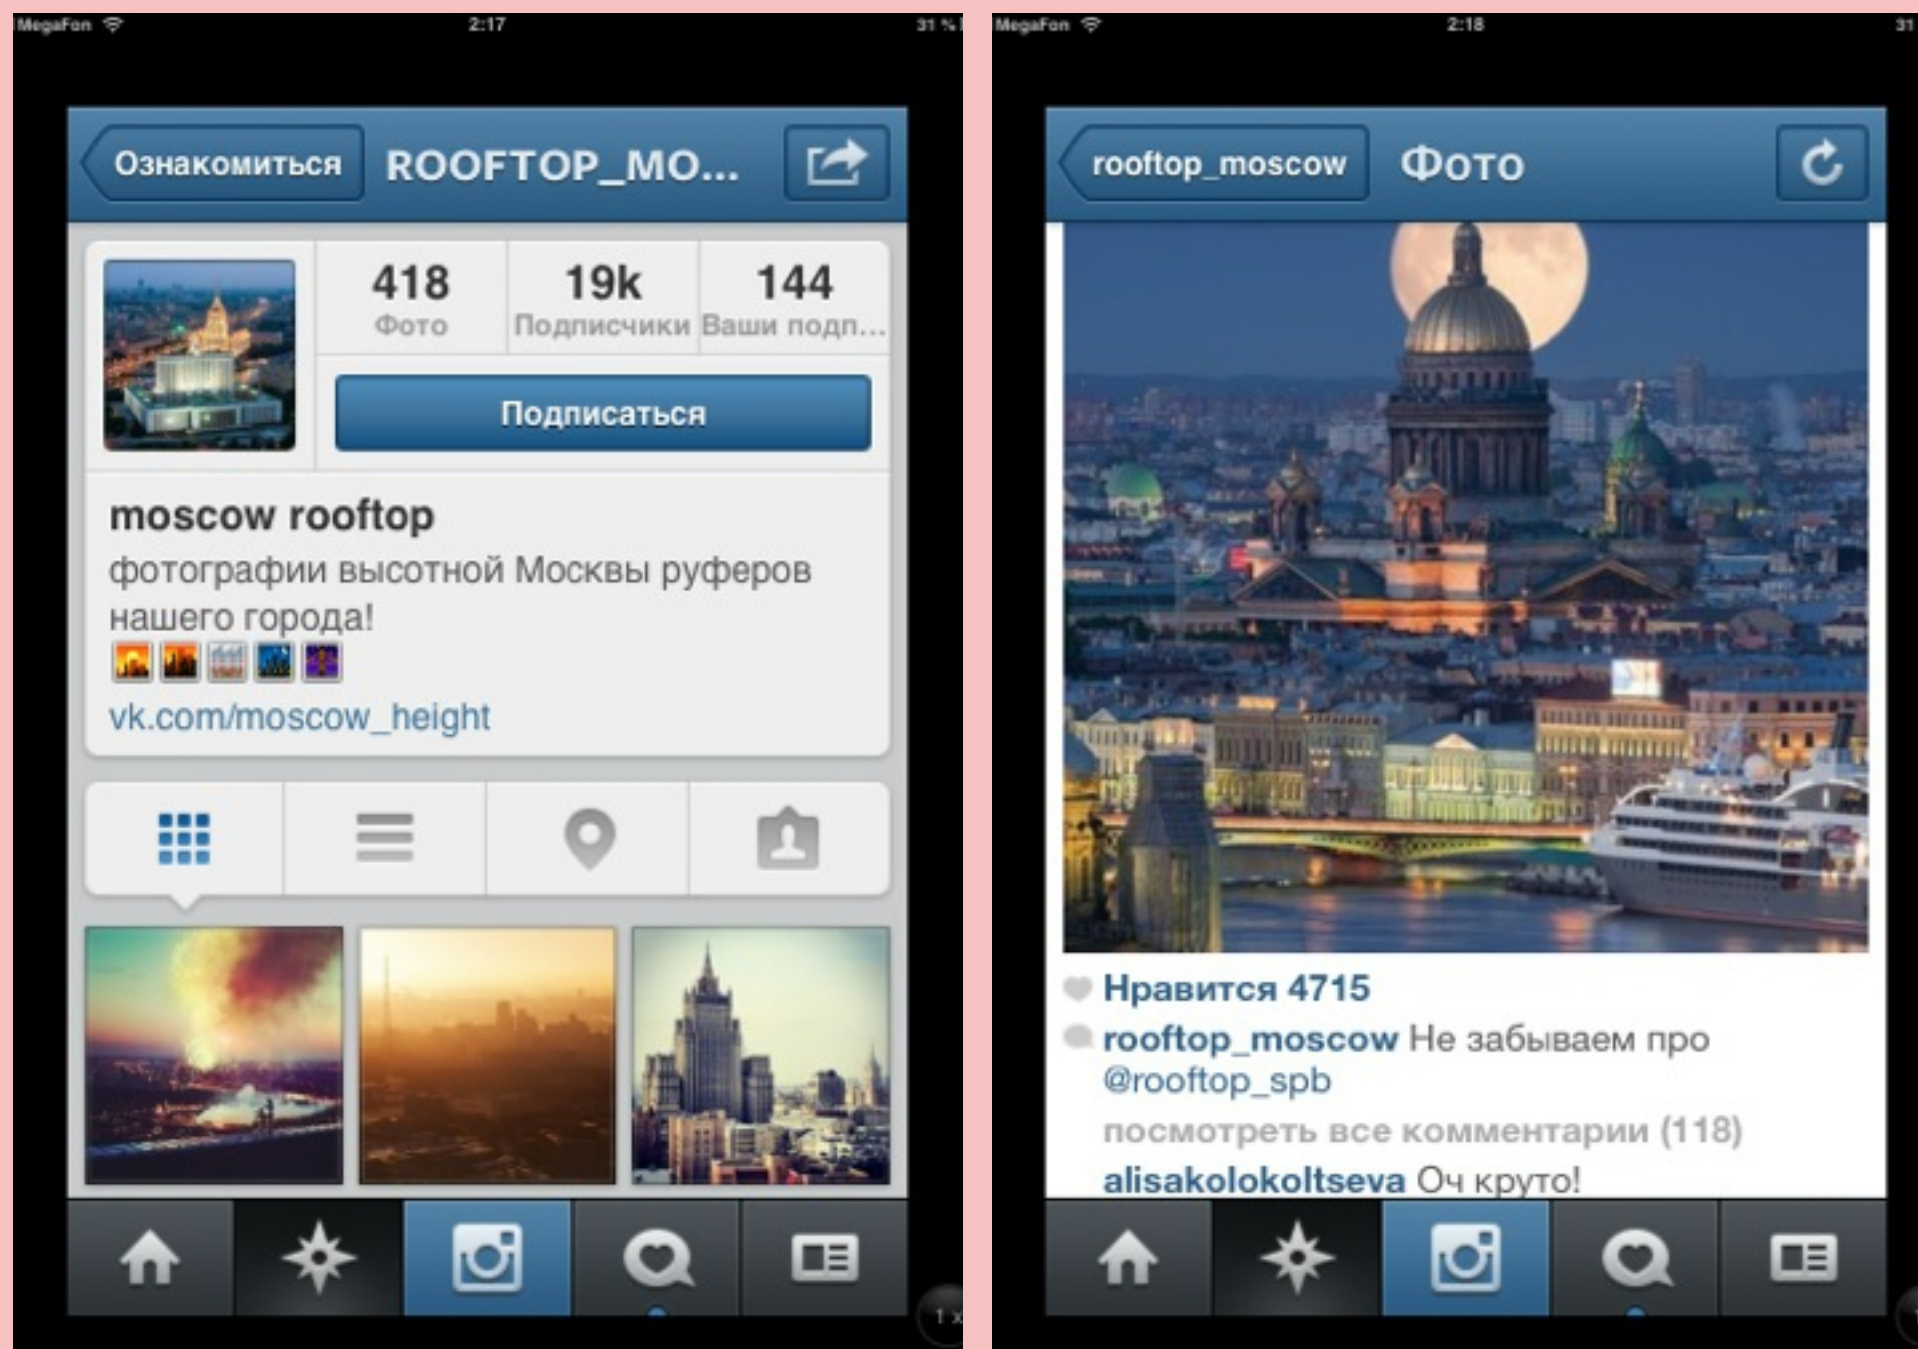 MegaFon
2:17
31 %
Ознакомиться
ROOFTOP_MO...
418
Фото
19k
Подписчики
144
Ваши подп...
Подписаться
moscow rooftop
фотографии высотной Москвы руферов
нашего города!
vk.com/moscow_height
1 x
MegaFon
2:18
31
rooftop_moscow
Фото
Нравится 4715
rooftop_moscow Не забываем про
@rooftop_spb
посмотреть все комментарии (118)
alisakolokoltseva Оч круто!